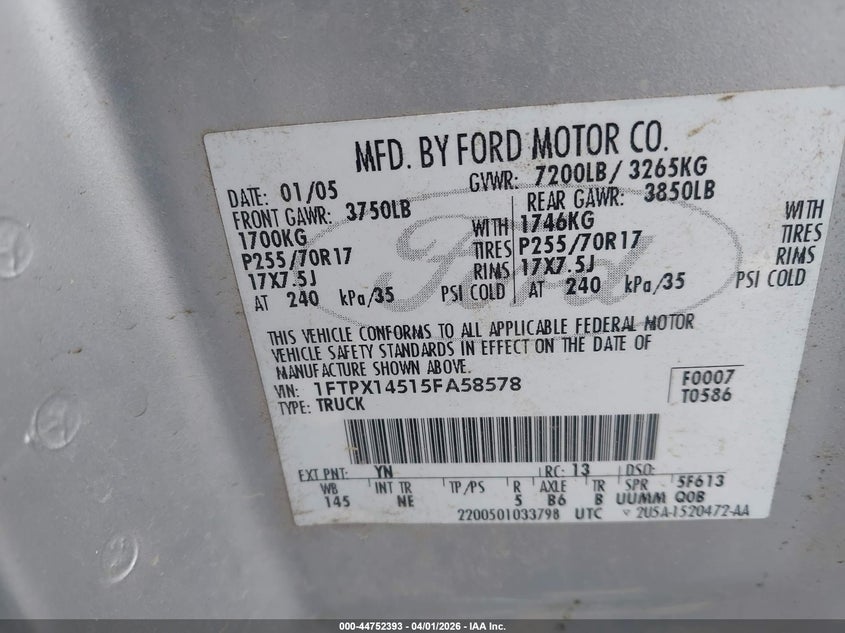 MFD. BY FORD MOTOR CO.
DATE: 01/05 GVWR: 7200LB/ 3265KG
FRONT GAWR: 3750LB REAR GAWR: 3850LB
1700KG WITH 1746KG WITH
P255/70R17 TIRES P255/70R17 TIRES
17X7.5J RIMS 17X7.5J RIMS
AT 240 kPa/35 PSI COLD AT 240 kPa/35 PSI COLD
Ford
THIS VEHICLE CONFORMS TO ALL APPLICABLE FEDERAL MOTOR
VEHICLE SAFETY STANDARDS IN EFFECT ON THE DATE OF
MANUFACTURE SHOWN ABOVE.
VIN: 1FTPX14515FA58578 F0007
TYPE: TRUCK T0586
EXT PNT: YN RC: 13 DSO:
WB INT TR TP/PS R AXLE TR SPR 5F613
145 NE 5 B6 B UUMM QOB
2200501033798 UTC 2U5A-1520472-AA
000-44752393 - 04/01/2026 - IAA Inc.